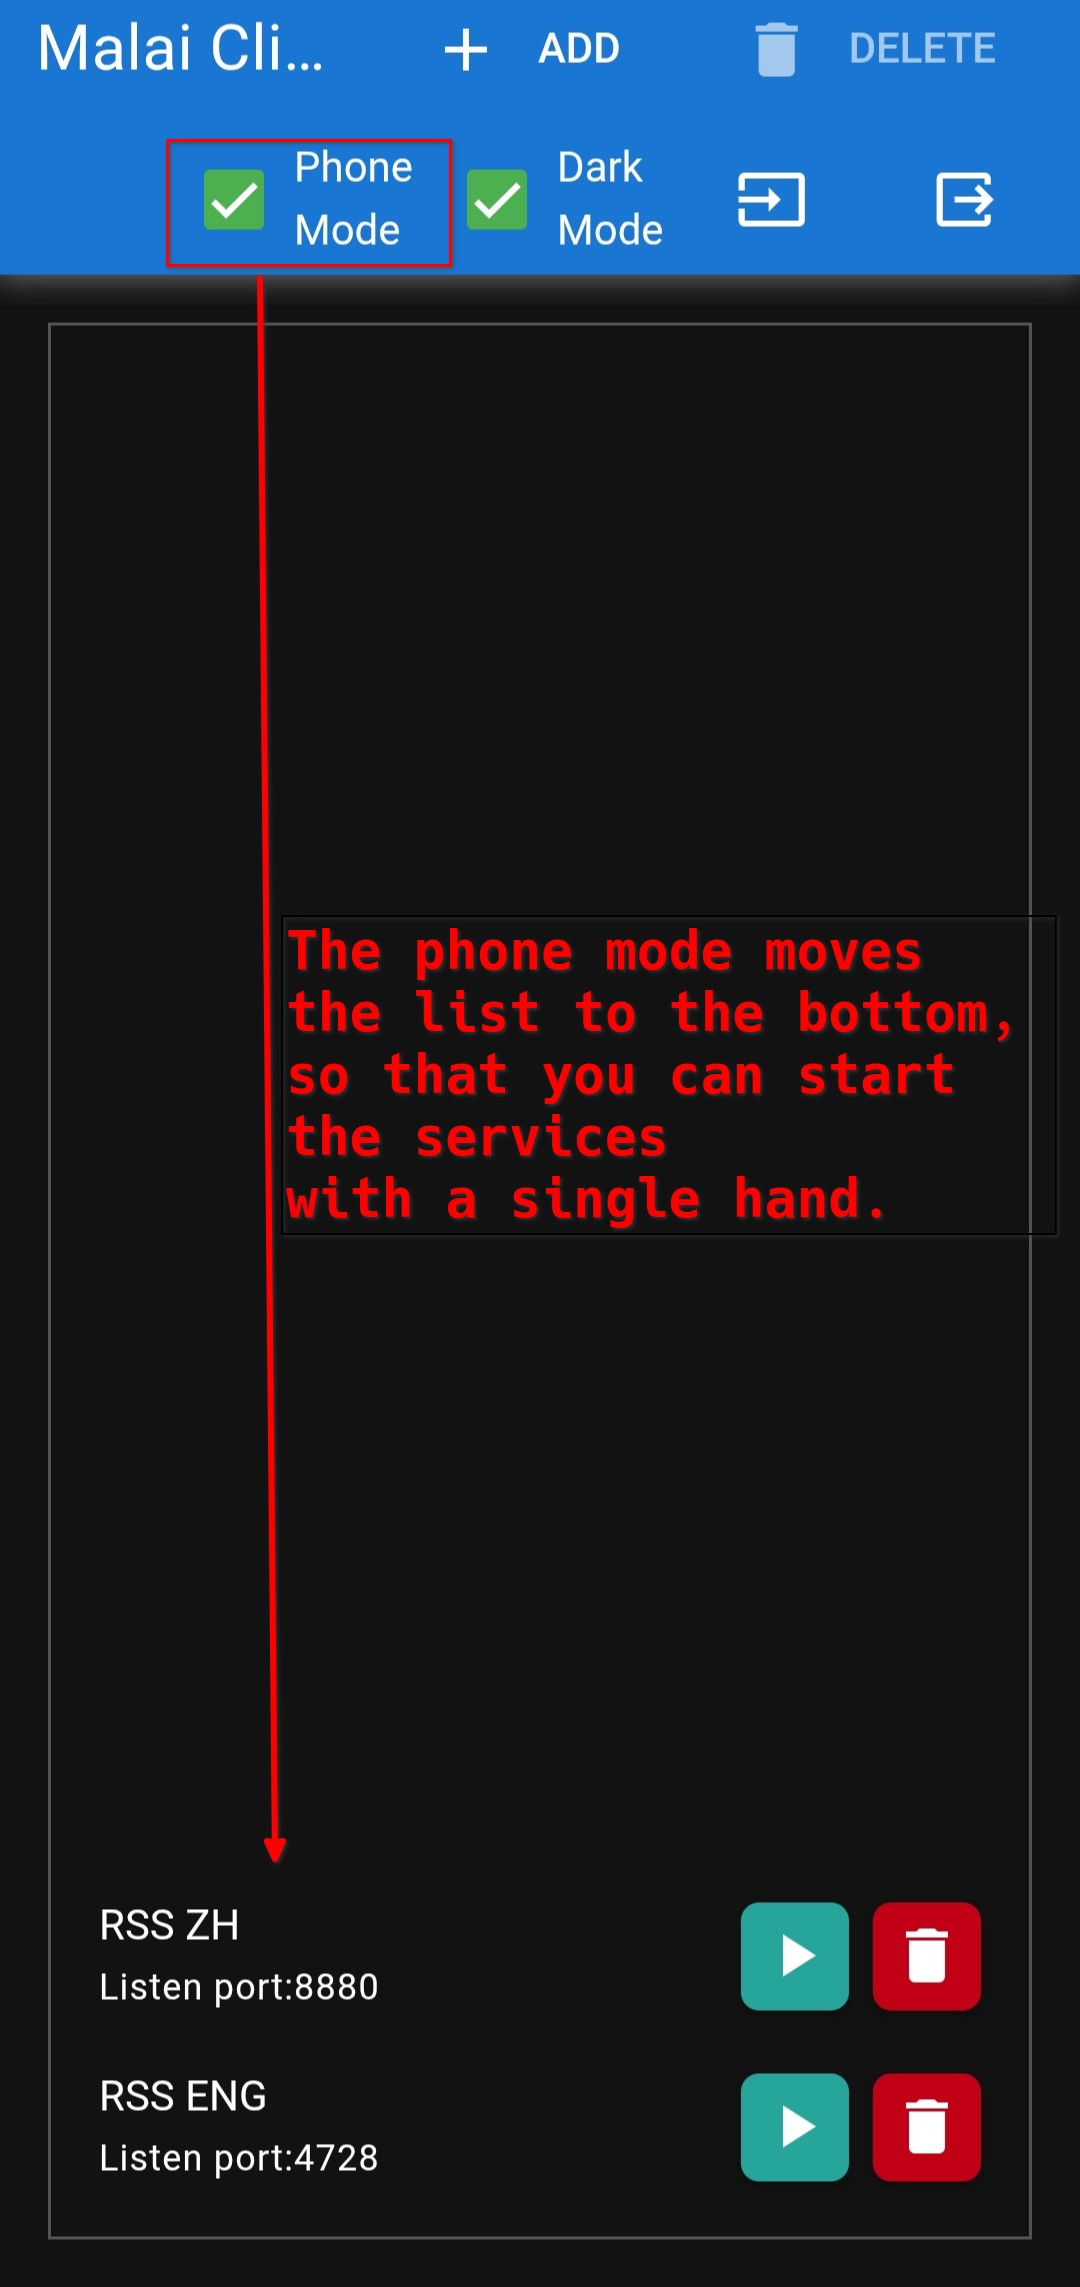 Malai Cli...
ADD
DELETE
Phone
Mode
Dark
Mode
The phone mode moves
the list to the bottom,
so that you can start
the services
with a single hand.
RSS ZH
Listen port:8880
RSS ENG
Listen port:4728